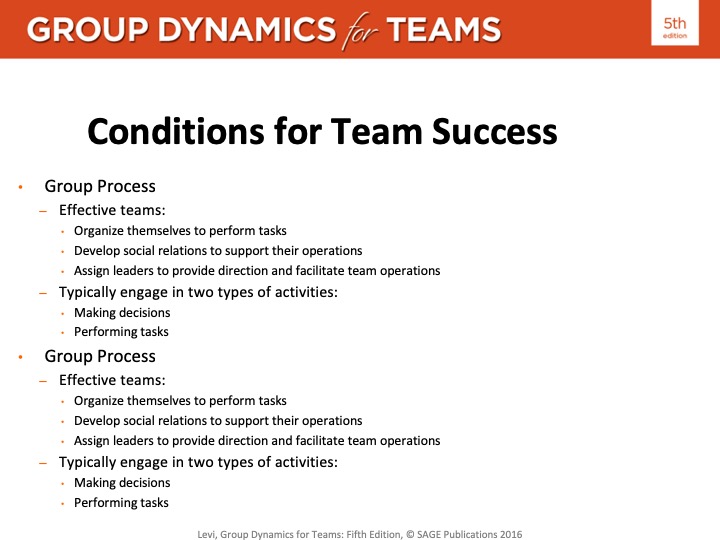 GROUP DYNAMICS for TEAMS
5th
edition
Conditions for Team Success
• Group Process
– Effective teams:
• Organize themselves to perform tasks
• Develop social relations to support their operations
• Assign leaders to provide direction and facilitate team operations
– Typically engage in two types of activities:
• Making decisions
• Performing tasks
• Group Process
– Effective teams:
• Organize themselves to perform tasks
• Develop social relations to support their operations
• Assign leaders to provide direction and facilitate team operations
– Typically engage in two types of activities:
• Making decisions
• Performing tasks
Levi, Group Dynamics for Teams: Fifth Edition, © SAGE Publications 2016